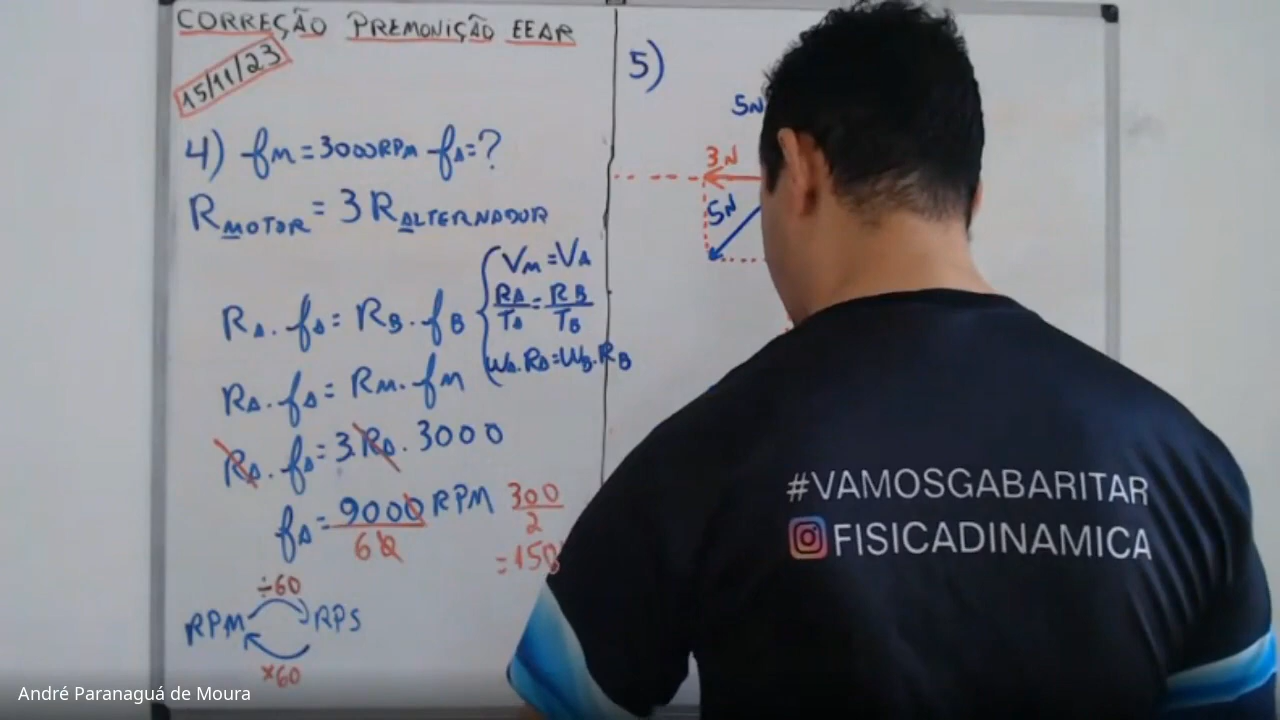 CORREÇÃO PREMONIÇÃO EEAR
15/11/23
4) fM = 3000RPM fA = ?
RMOTOR = 3 RALTERNADOR
VM = VA
RA/TA = RB/TB
WA.RA = WB.RB
RA . fA = RB . fB
RA . fA = RM . fM
RA . fA = 3 RA . 3000
fA = 9000 RPM / 60
300/2
= 150
÷60
RPM RPS
×60
5)
5N
3N
5N
#VAMOSGABARITAR
FISICADINAMICA
André Paranaguá de Moura